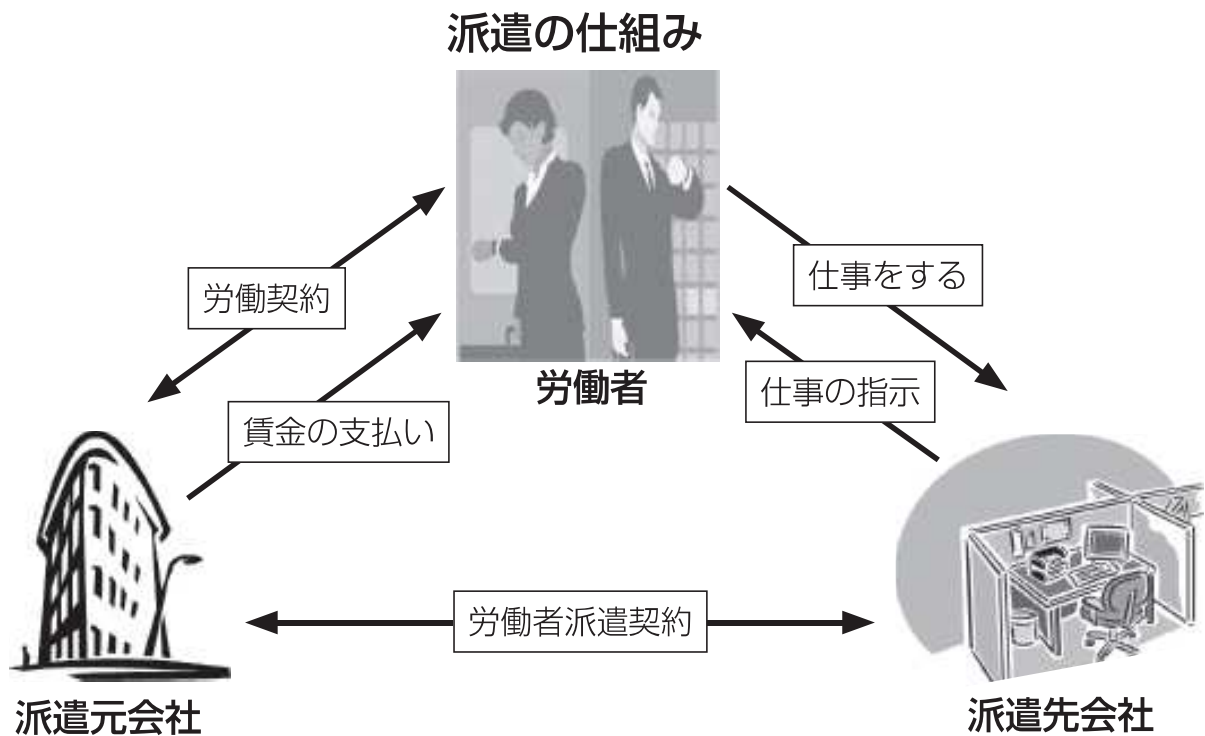 派遣の仕組み
労働契約
仕事をする
賃金の支払い
労働者
仕事の指示
労働者派遣契約
派遣元会社
派遣先会社